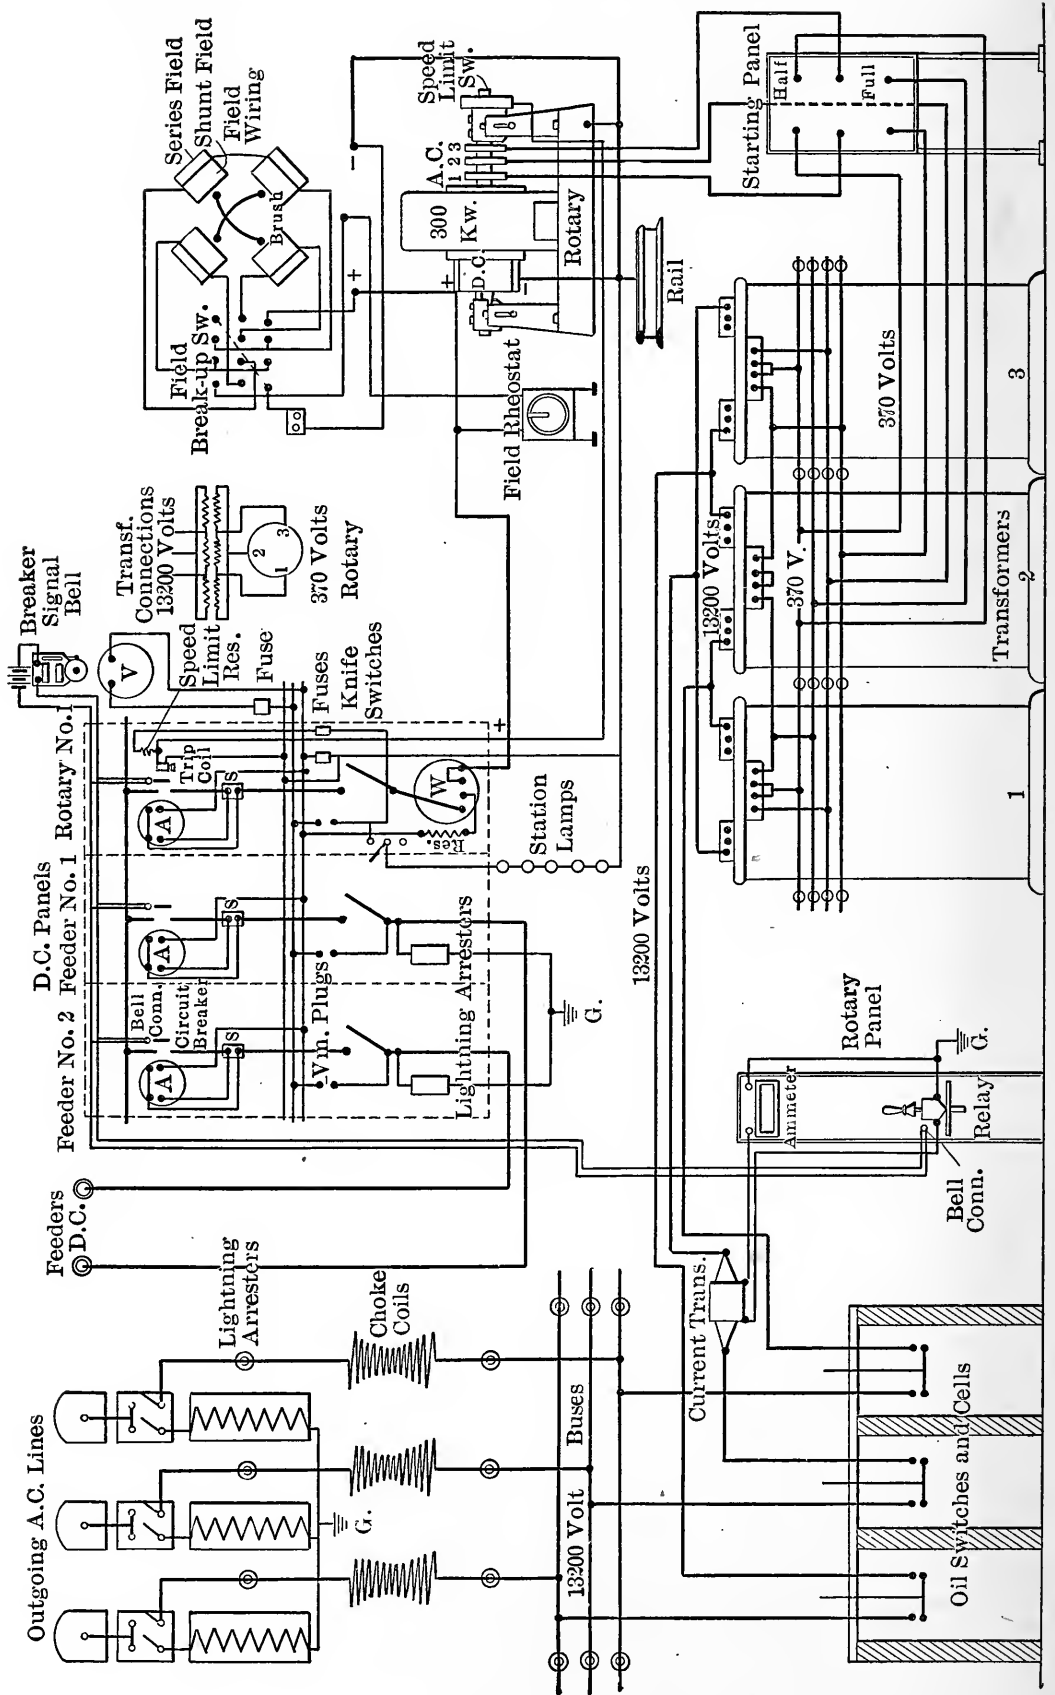 Outgoing A.C. Lines
Lightning
Arresters
G.
Choke
Coils
13200 Volt Buses
Current Trans.
Oil Switches and Cells
Feeders
D.C.
D.C. Panels
Feeder No. 2
Feeder No. 1
Rotary No. 1
Bell
Conn.
Circuit
Breaker
A
A
A
S
S
S
Trip
Coil
Vm. Plugs
Lightning Arresters
G.
Res.
W
+
Station
Lamps
Breaker
Signal
Bell
V
Speed
Limit
Res.
Fuse
Fuses
Knife
Switches
Transf.
Connections
13200 Volts
1
2
3
370 Volts
Rotary
Series Field
Shunt Field
Field
Wiring
Brush
Field
Break-up Sw.
+
-
Field Rheostat
A.C.
1 2 3
Speed
Limit
Sw.
300
Kw.
D.C.
+
-
Rotary
Rail
Starting Panel
Half
Full
13200 Volts
13200 Volts
370 V.
370 Volts
Transformers
1
2
3
Rotary
Panel
Ammeter
G.
Relay
Bell
Conn.